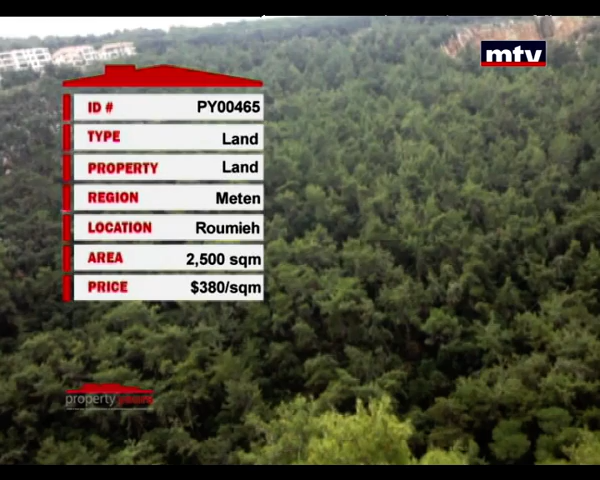 mtv
ID # PY00465
TYPE Land
PROPERTY Land
REGION Meten
LOCATION Roumieh
AREA 2,500 sqm
PRICE $380/sqm
property